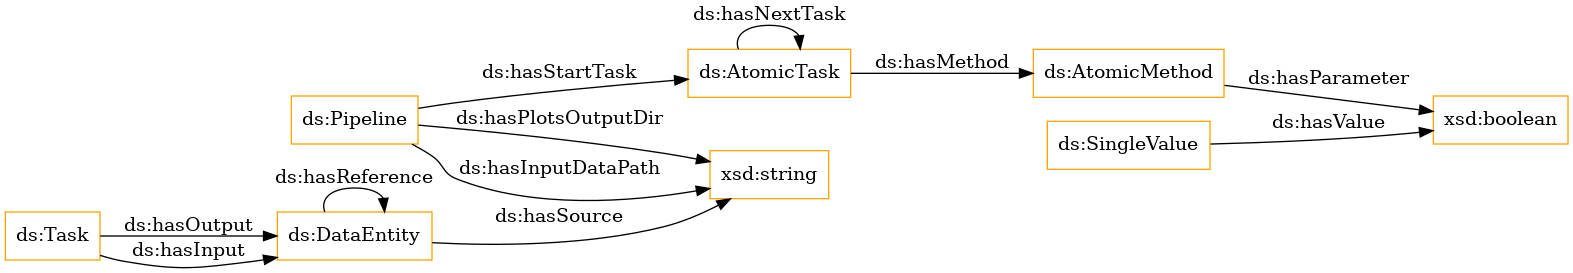 ds:hasNextTask
ds:AtomicTask
ds:hasMethod
ds:AtomicMethod
ds:hasStartTask
ds:hasParameter
ds:Pipeline
ds:hasPlotsOutputDir
xsd:boolean
ds:hasValue
ds:SingleValue
ds:hasInputDataPath
xsd:string
ds:hasReference
ds:hasSource
ds:Task
ds:hasOutput
ds:DataEntity
ds:hasInput